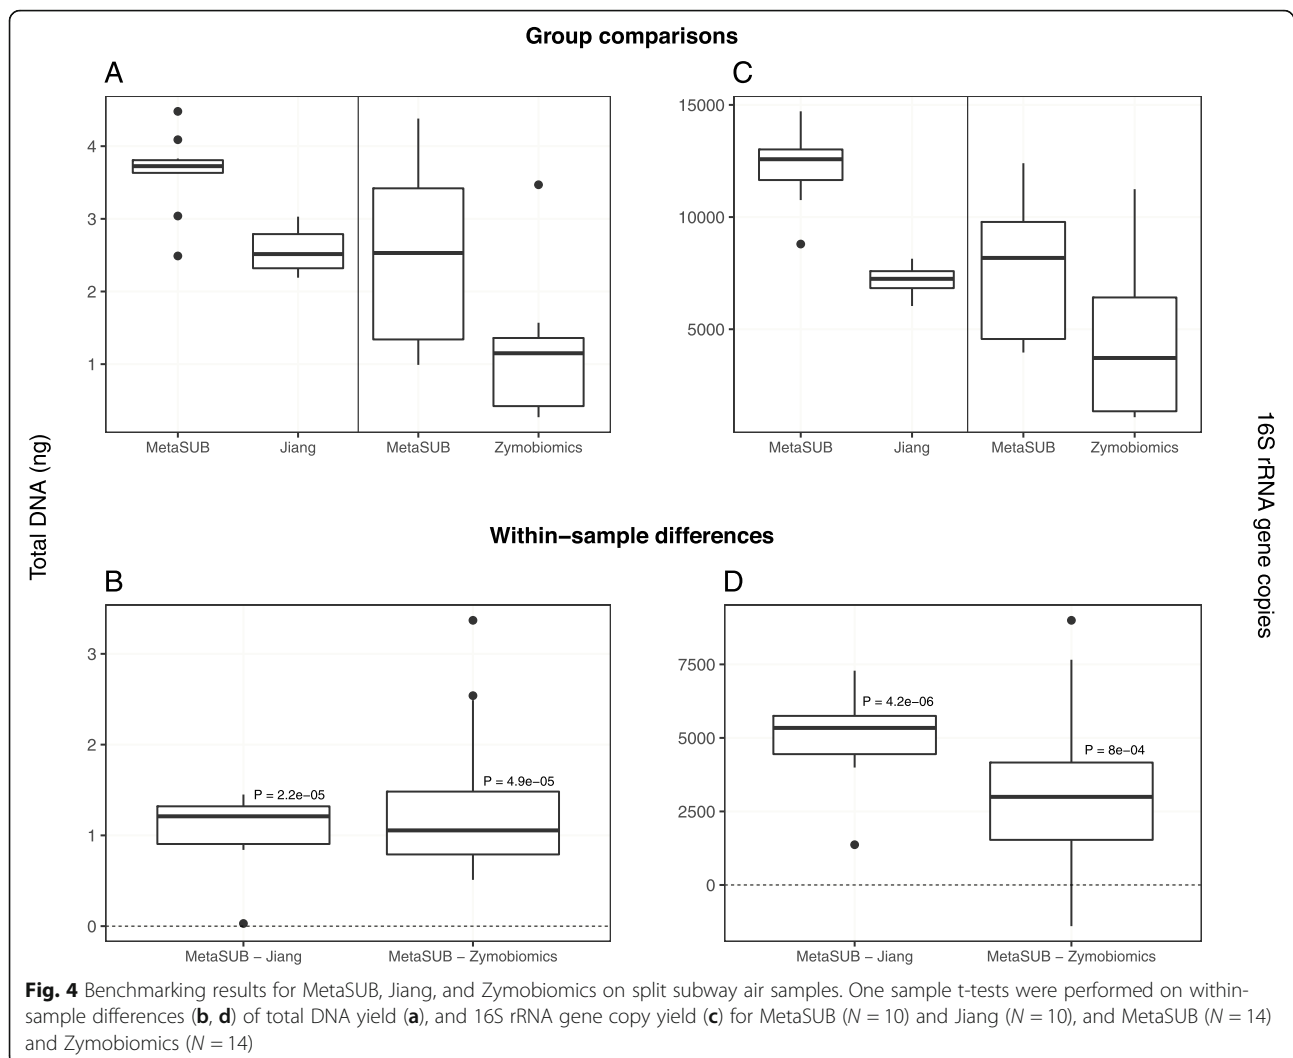 Group comparisons
A
C
4
3
2
1
MetaSUB
Jiang
MetaSUB
Zymobiomics
15000
10000
5000
MetaSUB
Jiang
MetaSUB
Zymobiomics
Total DNA (ng)
16S rRNA gene copies
Within−sample differences
B
D
3
2
1
0
P = 2.2e−05
P = 4.9e−05
MetaSUB − Jiang
MetaSUB − Zymobiomics
7500
5000
2500
0
P = 4.2e−06
P = 8e−04
MetaSUB − Jiang
MetaSUB − Zymobiomics
Fig. 4 Benchmarking results for MetaSUB, Jiang, and Zymobiomics on split subway air samples. One sample t-tests were performed on within-
sample differences (b, d) of total DNA yield (a), and 16S rRNA gene copy yield (c) for MetaSUB (N = 10) and Jiang (N = 10), and MetaSUB (N = 14)
and Zymobiomics (N = 14)